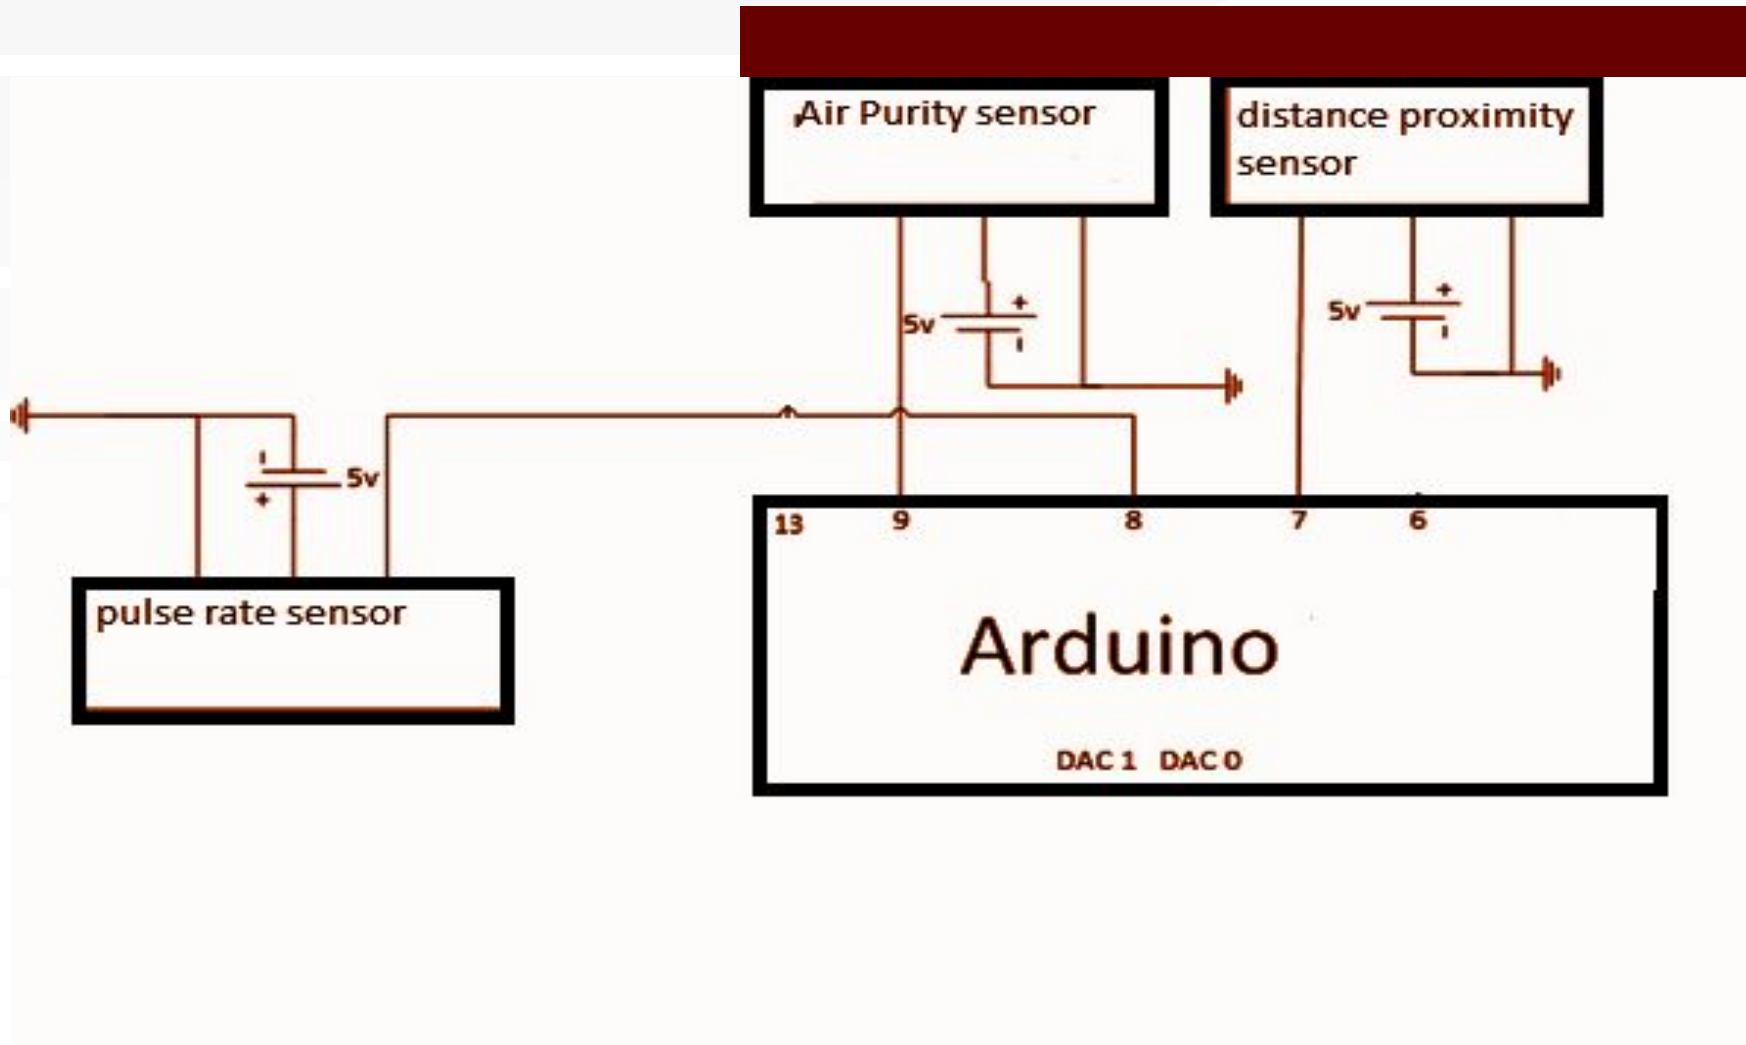 Air Purity sensor
distance proximity
sensor
+
5v
+
5v
5v
+
pulse rate sensor
13 9 8 7 6
Arduino
DAC 1 DAC 0